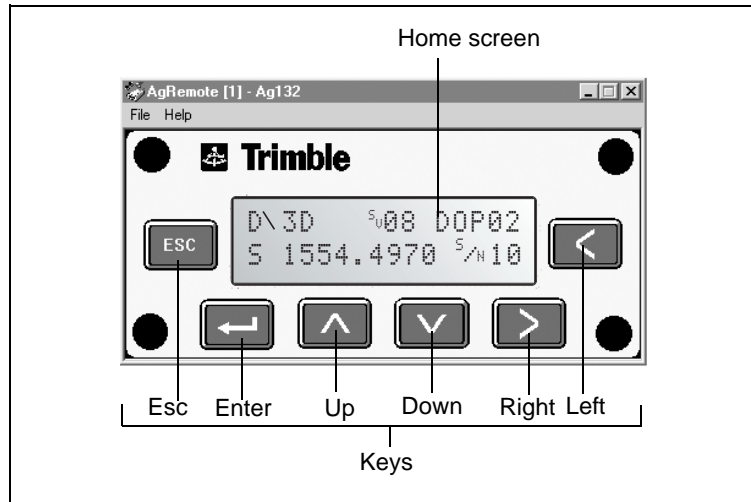 Home screen
AgRemote [1] - Ag132
File Help
Trimble
D\3D SV08 DOP02
S 1554.4970 S/N10
ESC
Esc Enter Up Down Right Left
Keys